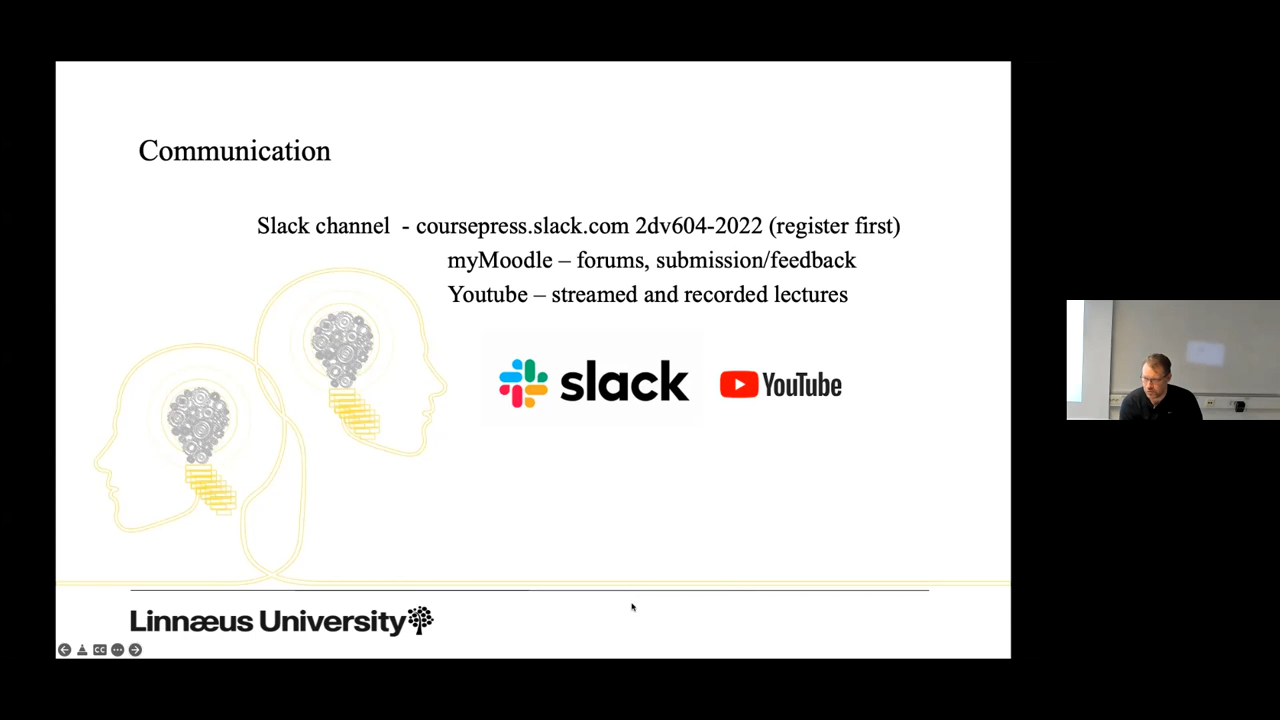 Communication
Slack channel - coursepress.slack.com 2dv604-2022 (register first)
myMoodle – forums, submission/feedback
Youtube – streamed and recorded lectures
slack
YouTube
Linnæus University
CC